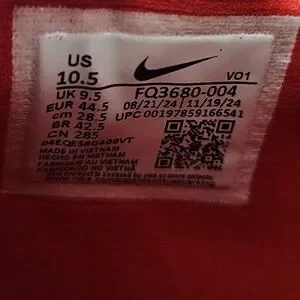 US
10.5
UK 9.5
EUR 44.5
cm 28.5
BR 42.5
CN 285
VO1
FQ3680-004
08/21/24 | 11/19/24
UPC 00197859166541
MADE IN VIETNAM
HECHO EN VIETNAM
FABRIQUÉ AU VIETNAM
FABRICADO NO VIETNÃ